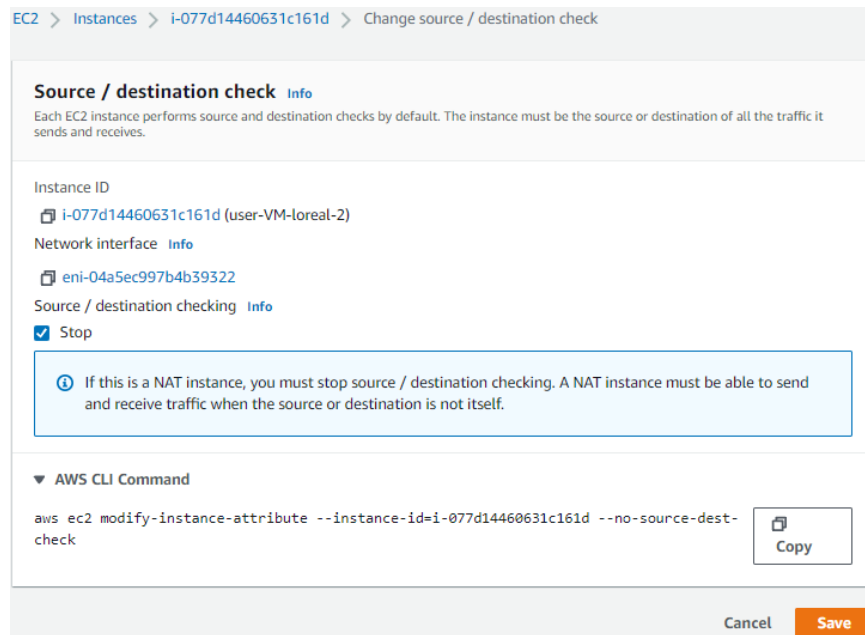 EC2 > Instances > i-077d14460631c161d > Change source / destination check
Source / destination check Info
Each EC2 instance performs source and destination checks by default. The instance must be the source or destination of all the traffic it
sends and receives.
Instance ID
i-077d14460631c161d (user-VM-loreal-2)
Network interface Info
eni-04a5ec997b4b39322
Source / destination checking Info
Stop
If this is a NAT instance, you must stop source / destination checking. A NAT instance must be able to send
and receive traffic when the source or destination is not itself.
AWS CLI Command
aws ec2 modify-instance-attribute --instance-id=i-077d14460631c161d --no-source-dest-
check
Copy
Cancel Save